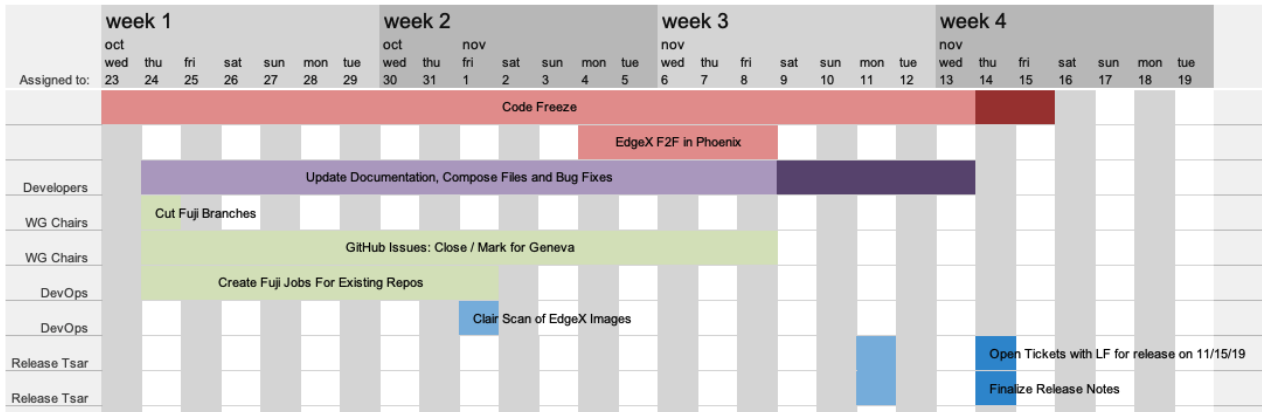 week 1 week 2 week 3 week 4
oct oct nov nov nov
wed thu fri sat sun mon tue wed thu fri sat sun mon tue wed thu fri sat sun mon tue wed thu fri sat sun mon tue
Assigned to: 23 24 25 26 27 28 29 30 31 1 2 3 4 5 6 7 8 9 10 11 12 13 14 15 16 17 18 19
Code Freeze
EdgeX F2F in Phoenix
Developers Update Documentation, Compose Files and Bug Fixes
WG Chairs Cut Fuji Branches
WG Chairs GitHub Issues: Close / Mark for Geneva
DevOps Create Fuji Jobs For Existing Repos
DevOps Clair Scan of EdgeX Images
Release Tsar Open Tickets with LF for release on 11/15/19
Release Tsar Finalize Release Notes